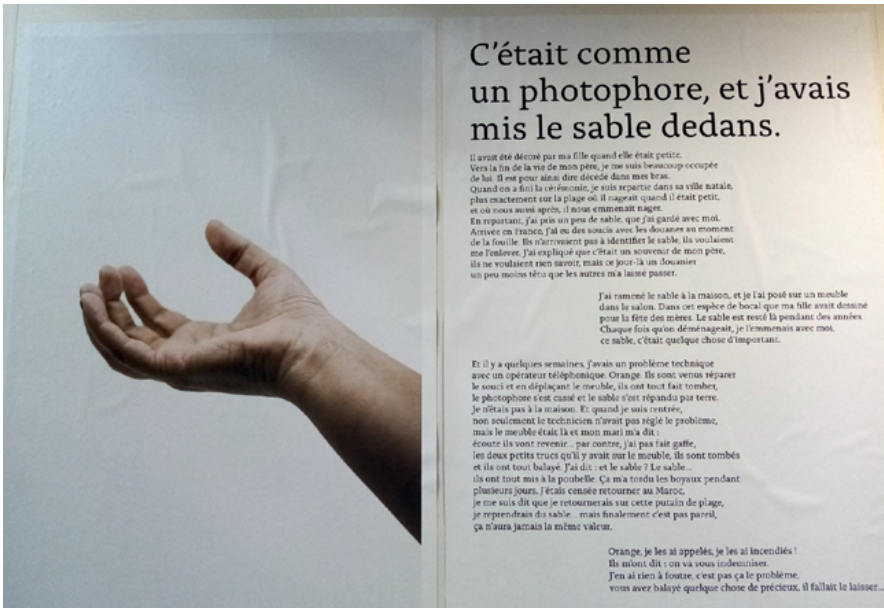 C'était comme
un photophore, et j'avais
mis le sable dedans.
Il avait été décoré par ma fille quand elle était petite.
Vers la fin de la vie de mon père, je me suis beaucoup occupée
de lui. Il est pour ainsi dire décédé dans mes bras.
Quand on a fini la cérémonie, je suis repartie dans sa ville natale,
plus exactement sur la plage où il nageait quand il était petit,
et où nous aussi après, il nous emmenait nager.
En repartant, j'ai pris un peu de sable, que j'ai gardé avec moi.
Arrivée en France, j'ai eu des soucis avec les douanes au moment
de la fouille. Ils n'arrivaient pas à identifier le sable, ils voulaient
me l'enlever. J'ai expliqué que c'était un souvenir de mon père,
ils ne voulaient rien savoir, mais ce jour-là un douanier
un peu moins têtu que les autres m'a laissé passer.
J'ai ramené le sable à la maison, et je l'ai posé sur un meuble
dans le salon. Dans cet espèce de bocal que ma fille avait dessiné
pour la fête des mères. Le sable est resté là pendant des années.
Chaque fois qu'on déménageait, je l'emmenais avec moi,
ce sable, c'était quelque chose d'important.
Et il y a quelques semaines, j'avais un problème technique
avec un opérateur téléphonique. Orange. Ils sont venus réparer
le souci et en déplaçant le meuble, ils ont tout fait tomber,
le photophore s'est cassé et le sable s'est répandu par terre.
Je n'étais pas à la maison. Et quand je suis rentrée,
non seulement le technicien n'avait pas réglé le problème,
mais le meuble était là et mon mari m'a dit :
écoute ils vont revenir... par contre, j'ai pas fait gaffe,
les deux petits trucs qu'il y avait sur le meuble, ils sont tombés
et ils ont tout balayé. J'ai dit : et le sable ? Le sable...
ils ont tout mis à la poubelle. Ça m'a tordu les boyaux pendant
plusieurs jours. J'étais censée retourner au Maroc,
je me suis dit que je retournerais sur cette putain de plage,
je reprendrais du sable... mais finalement c'est pas pareil,
ça n'aura jamais la même valeur.
Orange, je les ai appelés, je les ai incendiés !
Ils m'ont dit : on va vous indemniser.
J'en ai rien à foutre, c'est pas ça le problème,
vous avez balayé quelque chose de précieux, il fallait le laisser...